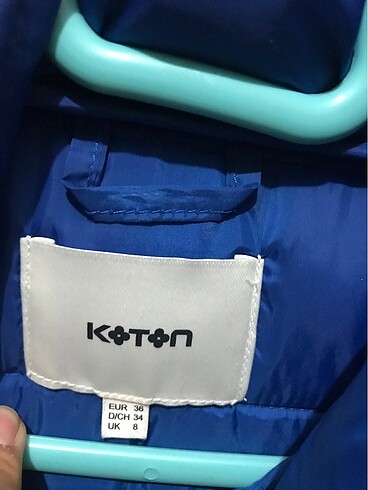 KOTON
EUR 36
D/CH 34
UK 8